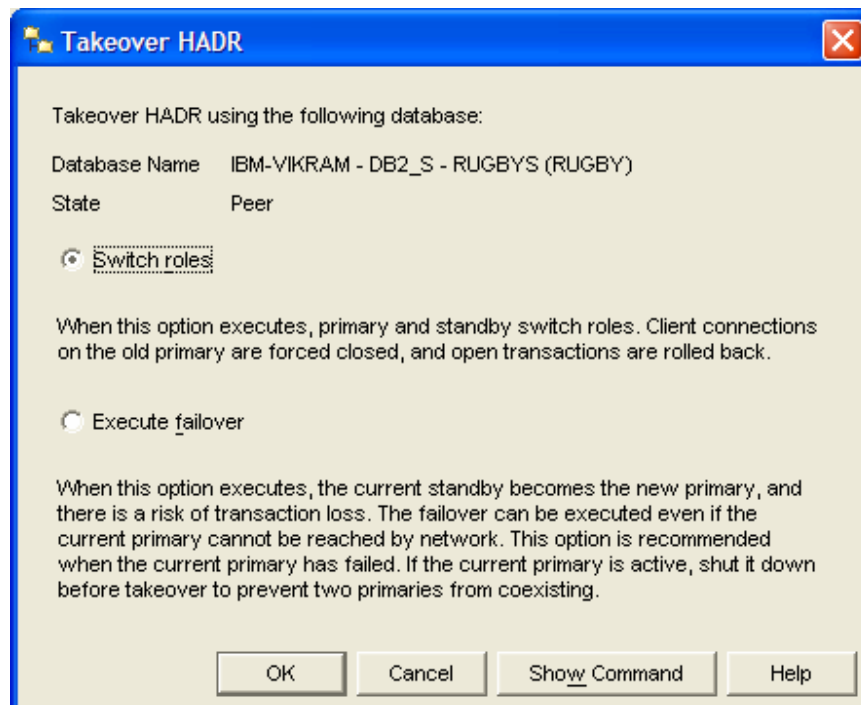 Takeover HADR
Takeover HADR using the following database:
Database Name IBM-VIKRAM - DB2_S - RUGBYS (RUGBY)
State Peer
Switch roles
When this option executes, primary and standby switch roles. Client connections
on the old primary are forced closed, and open transactions are rolled back.
Execute failover
When this option executes, the current standby becomes the new primary, and
there is a risk of transaction loss. The failover can be executed even if the
current primary cannot be reached by network. This option is recommended
when the current primary has failed. If the current primary is active, shut it down
before takeover to prevent two primaries from coexisting.
OK Cancel Show Command Help